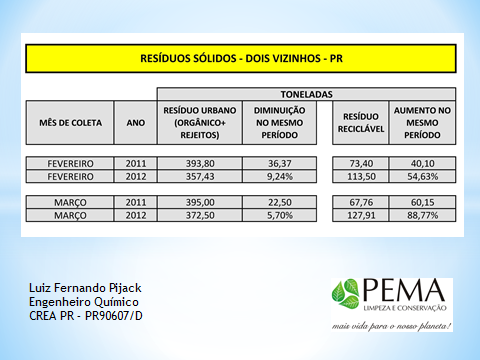 RESÍDUOS SÓLIDOS - DOIS VIZINHOS - PR
TONELADAS
MÊS DE COLETA ANO RESÍDUO URBANO (ORGÂNICO+ REJEITOS) DIMINUIÇÃO NO MESMO PERÍODO RESÍDUO RECICLÁVEL AUMENTO NO MESMO PERÍODO
FEVEREIRO 2011 393,80 36,37 73,40 40,10
FEVEREIRO 2012 357,43 9,24% 113,50 54,63%
MARÇO 2011 395,00 22,50 67,76 60,15
MARÇO 2012 372,50 5,70% 127,91 88,77%
Luiz Fernando Pijack
Engenheiro Químico
CREA PR - PR90607/D
PEMA
LIMPEZA E CONSERVAÇÃO
mais vida para o nosso planeta!